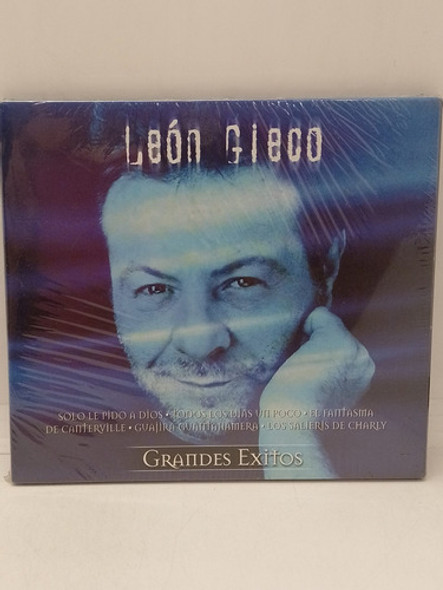 León Gieco
SOLO LE PIDO A DIOS • TODOS LOS DIAS UN POCO • EL FANTASMA
DE CANTERVILLE • GUAJIRA GUANTANAMERA • LOS SALIERIS DE CHARLY
GRANDES EXITOS